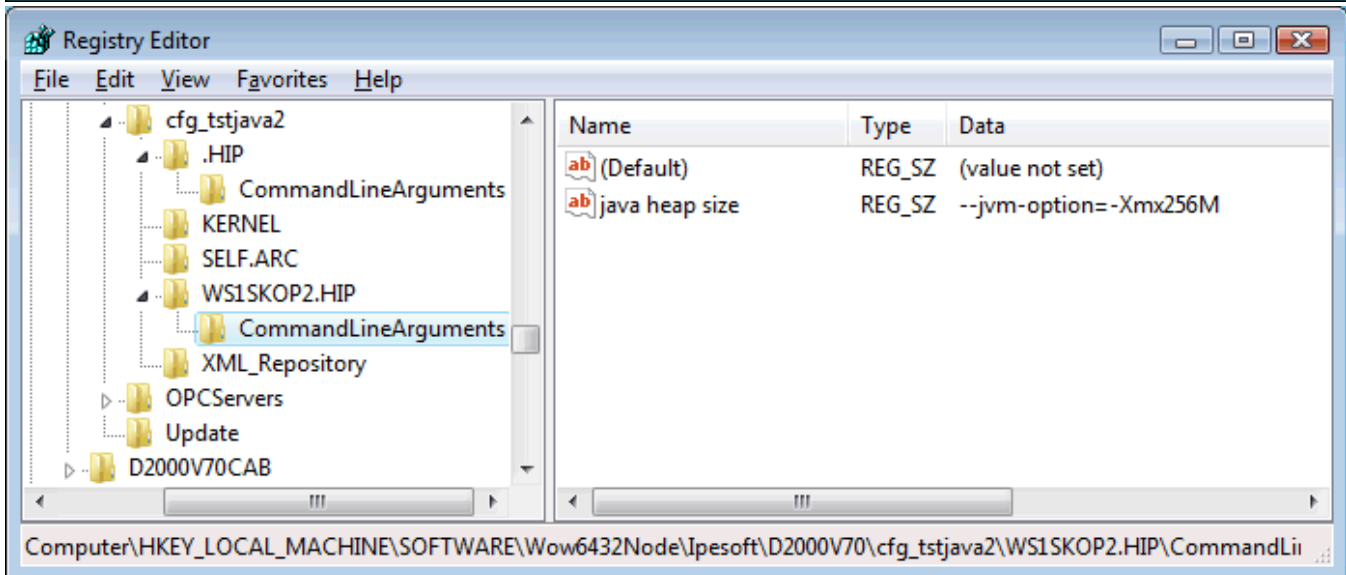 Registry Editor
File Edit View Favorites Help
cfg_tstjava2
.HIP
CommandLineArguments
KERNEL
SELF.ARC
WS1SKOP2.HIP
CommandLineArguments
XML_Repository
OPCServers
Update
D2000V70CAB
Name Type Data
ab (Default) REG_SZ (value not set)
ab java heap size REG_SZ --jvm-option=-Xmx256M
Computer\HKEY_LOCAL_MACHINE\SOFTWARE\Wow6432Node\Ipesoft\D2000V70\cfg_tstjava2\WS1SKOP2.HIP\CommandLi